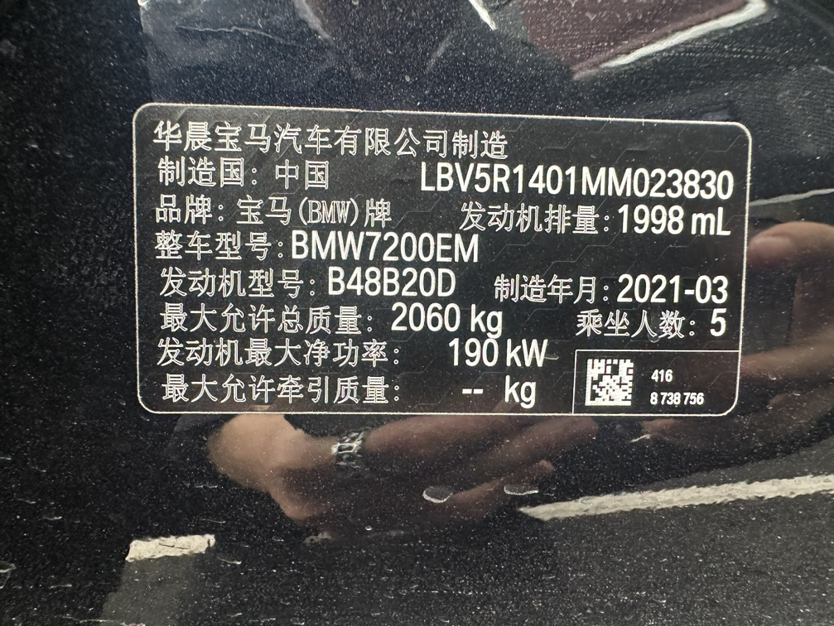 华晨宝马汽车有限公司制造
制造国: 中国 LBV5R1401MM023830
品牌: 宝马(BMW)牌 发动机排量: 1998 mL
整车型号: BMW7200EM
发动机型号: B48B20D 制造年月: 2021-03
最大允许总质量: 2060 kg 乘坐人数: 5
发动机最大净功率: 190 kW
最大允许牵引质量: -- kg
416
8 738 756